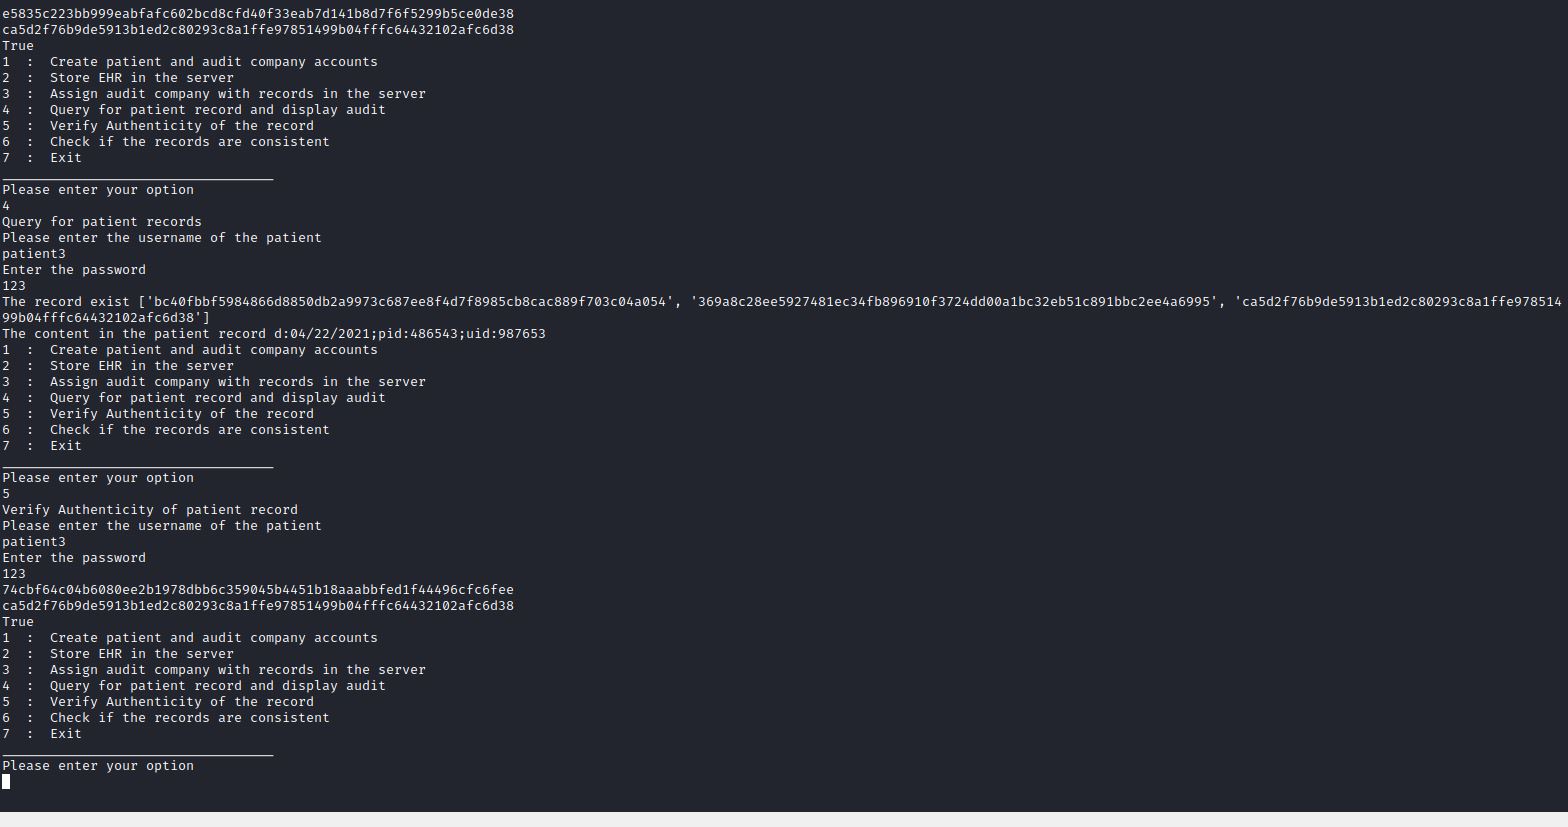 e5835c223bb999eabfafc602bcd8cfd40f33eab7d141b8d7f6f5299b5ce0de38
ca5d2f76b9de5913b1ed2c80293c8a1ffe97851499b04fffc64432102afc6d38
True
1  :  Create patient and audit company accounts
2  :  Store EHR in the server
3  :  Assign audit company with records in the server
4  :  Query for patient record and display audit
5  :  Verify Authenticity of the record
6  :  Check if the records are consistent
7  :  Exit
__________________________________
Please enter your option
4
Query for patient records
Please enter the username of the patient
patient3
Enter the password
123
The record exist ['bc40fbbf5984866d8850db2a9973c687ee8f4d7f8985cb8cac889f703c04a054', '369a8c28ee5927481ec34fb896910f3724dd00a1bc32eb51c891bbc2ee4a6995', 'ca5d2f76b9de5913b1ed2c80293c8a1ffe978514
99b04fffc64432102afc6d38']
The content in the patient record d:04/22/2021;pid:486543;uid:987653
1  :  Create patient and audit company accounts
2  :  Store EHR in the server
3  :  Assign audit company with records in the server
4  :  Query for patient record and display audit
5  :  Verify Authenticity of the record
6  :  Check if the records are consistent
7  :  Exit
__________________________________
Please enter your option
5
Verify Authenticity of patient record
Please enter the username of the patient
patient3
Enter the password
123
74cbf64c04b6080ee2b1978dbb6c359045b4451b18aaabbfed1f44496cfc6fee
ca5d2f76b9de5913b1ed2c80293c8a1ffe97851499b04fffc64432102afc6d38
True
1  :  Create patient and audit company accounts
2  :  Store EHR in the server
3  :  Assign audit company with records in the server
4  :  Query for patient record and display audit
5  :  Verify Authenticity of the record
6  :  Check if the records are consistent
7  :  Exit
__________________________________
Please enter your option